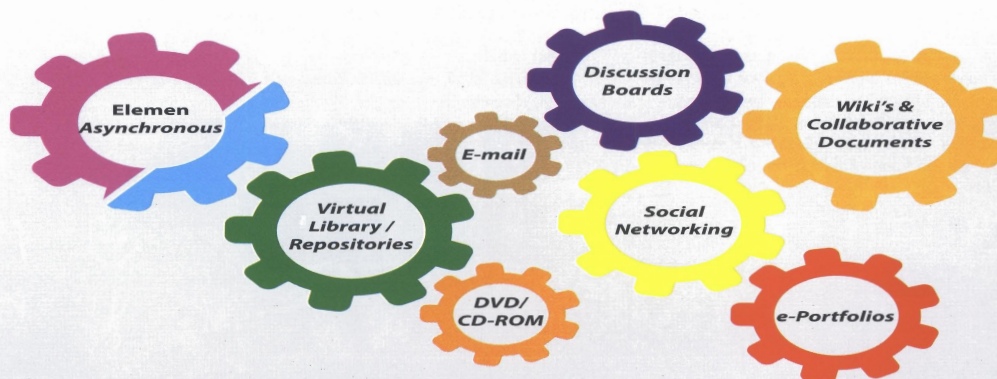 Elemen
Asynchronous
Virtual
Library /
Repositories
E-mail
DVD/
CD-ROM
Discussion
Boards
Social
Networking
Wiki's &
Collaborative
Documents
e-Portfolios